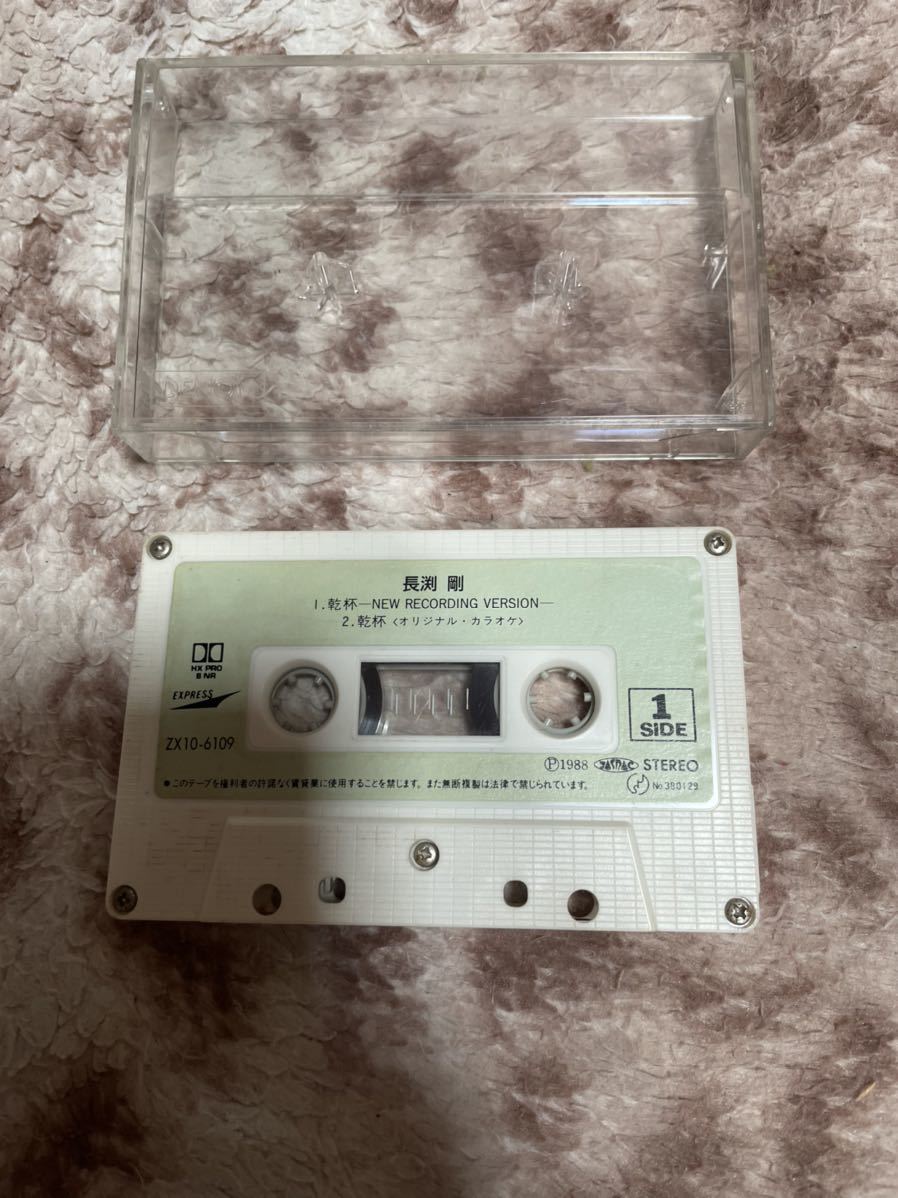 長渕 剛
1.乾杯—NEW RECORDING VERSION—
2.乾杯〈オリジナル・カラオケ〉
HX PRO
B NR
EXPRESS
1
SIDE
ZX10-6109
Ⓟ1988 STEREO
●このテープを権利者の許諾なく賃貸業に使用することを禁じます。また無断複製は法律で禁じられています。
No.380129